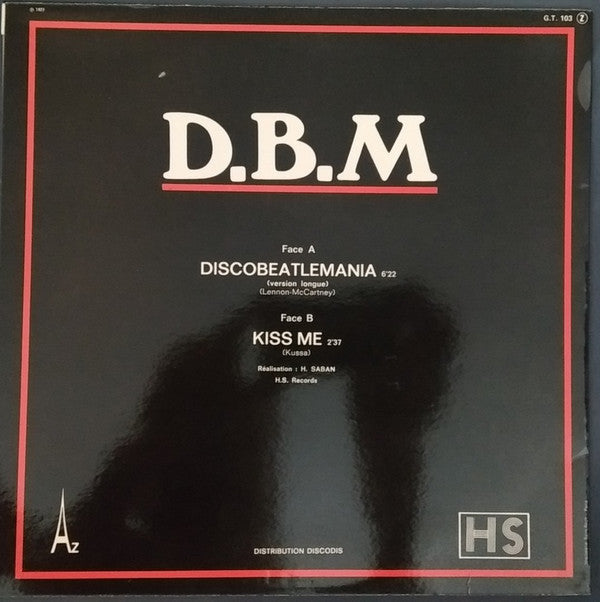 G.T. 103 Z
D.B.M
Face A
DISCOBEATLEMANIA 6'22
(version longue)
(Lennon-McCartney)
Face B
KISS ME 2'37
(Kussa)
Réalisation : H. SABAN
H.S. Records
Az
DISTRIBUTION DISCODIS
HS